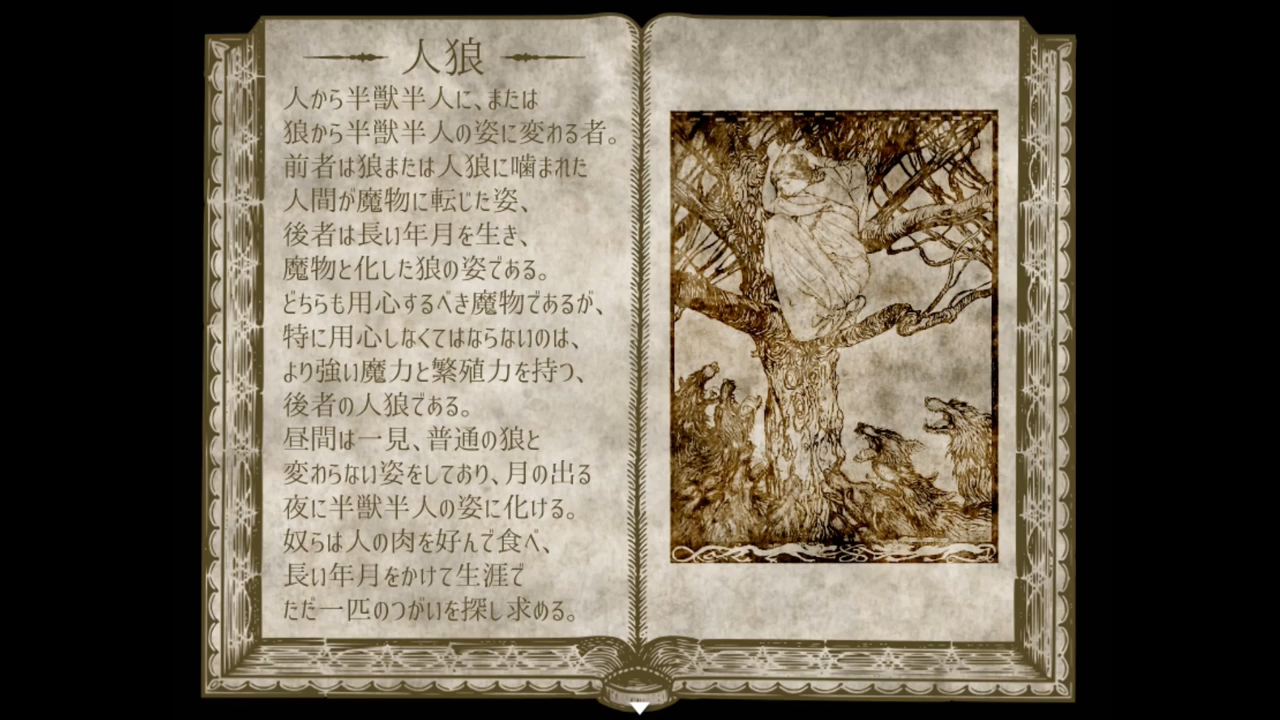 人狼
人から半獣半人に、または
狼から半獣半人の姿に変わる者。
前者は狼または人狼に噛まれた
人間が魔物に転じた姿、
後者は長い年月を生き、
魔物と化した狼の姿である。
どちらも用心するべき魔物であるが、
特に用心しなくてはならないのは、
より強い魔力と繁殖力を持つ、
後者の人狼である。
昼間は一見、普通の狼と
変わらない姿をしており、月の出る
夜に半獣半人の姿に化ける。
奴らは人の肉を好んで食べ、
長い年月をかけて生涯で
ただ一匹のつがいを探し求める。